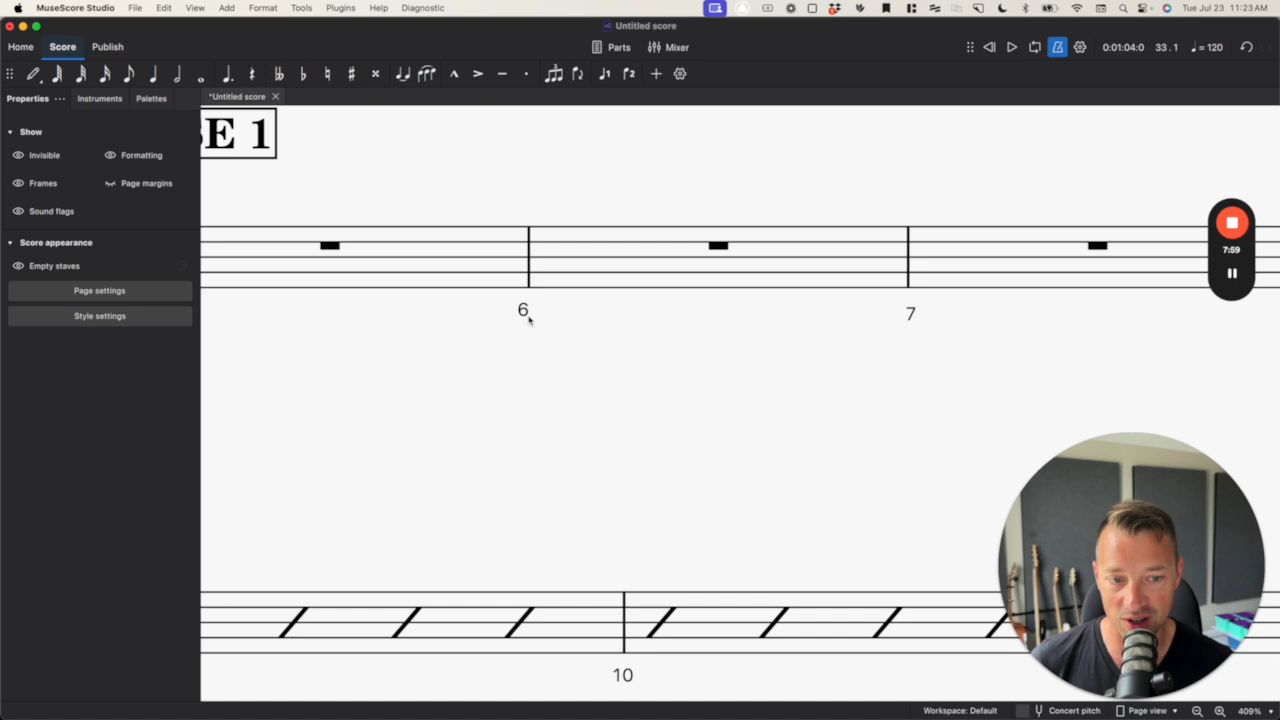 MuseScore Studio File Edit View Add Format Tools Plugins Help Diagnostic Tue Jul 23 11:23 AM
Untitled score
Home Score Publish Parts Mixer 0:01:04:0 33 . 1 = 120
Properties Instruments Palettes *Untitled score
Show
Invisible Formatting
Frames Page margins
Sound flags
Score appearance
Empty staves
Page settings
Style settings
E 1
7:59
6 7
10
Workspace: Default Concert pitch Page view 409%